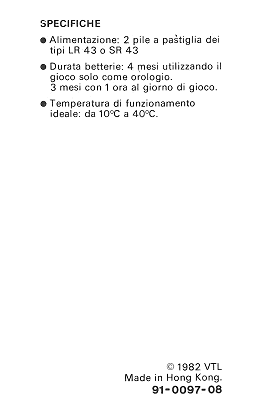 SPECIFICHE
● Alimentazione: 2 pile a pastiglia dei
tipi LR 43 o SR 43
● Durata betterie: 4 mesi utilizzando il
gioco solo come orologio.
3 mesi con 1 ora al giorno di gioco.
● Temperatura di funzionamento
ideale: da 10°C a 40°C.
© 1982 VTL
Made in Hong Kong.
91-0097-08